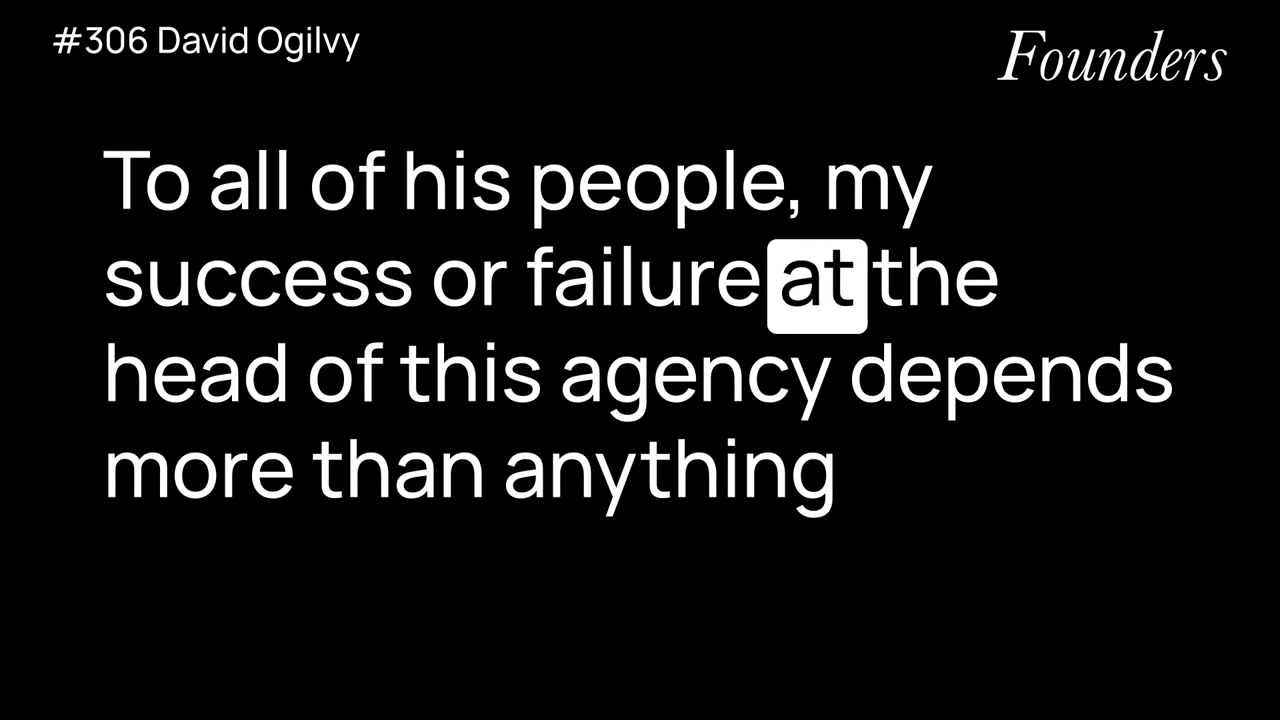 #306 David Ogilvy
Founders
To all of his people, my
success or failure at the
head of this agency depends
more than anything